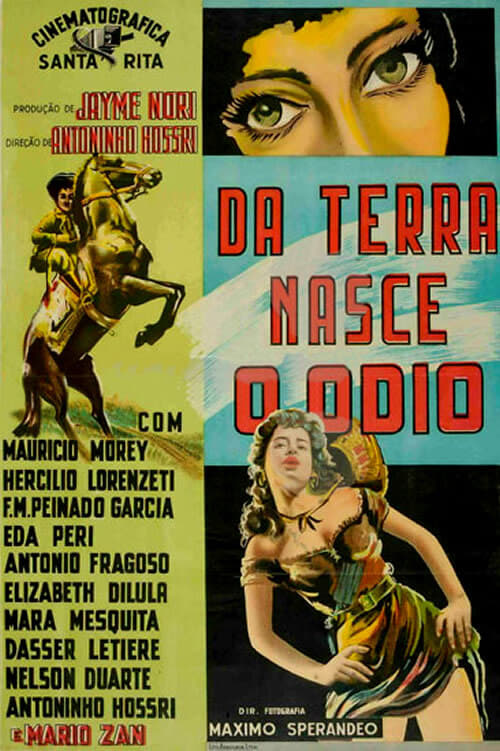 CINEMATOGRAFICA
SANTA RITA
PRODUÇÃO DE JAYME NORI
DIREÇÃO DE ANTONINHO HOSSRI
DA TERRA
NASCE
O ODIO
COM
MAURICIO MOREY
HERCILIO LORENZETI
F.M. PEINADO GARCIA
EDA PERI
ANTONIO FRAGOSO
ELIZABETH DILULA
MARA MESQUITA
DASSER LETIERE
NELSON DUARTE
ANTONINHO HOSSRI
E MARIO ZAN
DIR. FOTOGRAFIA
MAXIMO SPERANDEO